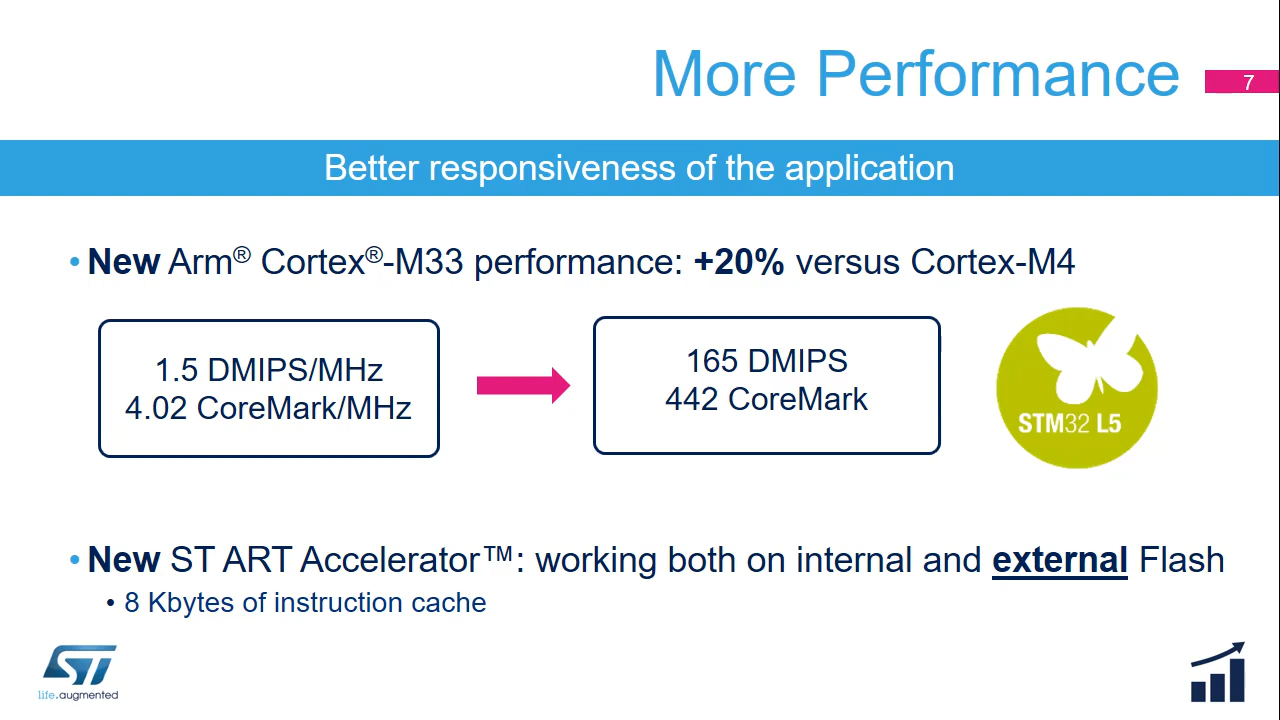 More Performance
7
Better responsiveness of the application
• New Arm® Cortex®-M33 performance: +20% versus Cortex-M4
1.5 DMIPS/MHz
4.02 CoreMark/MHz
165 DMIPS
442 CoreMark
STM32 L5
• New ST ART Accelerator™: working both on internal and external Flash
• 8 Kbytes of instruction cache
ST
life.augmented